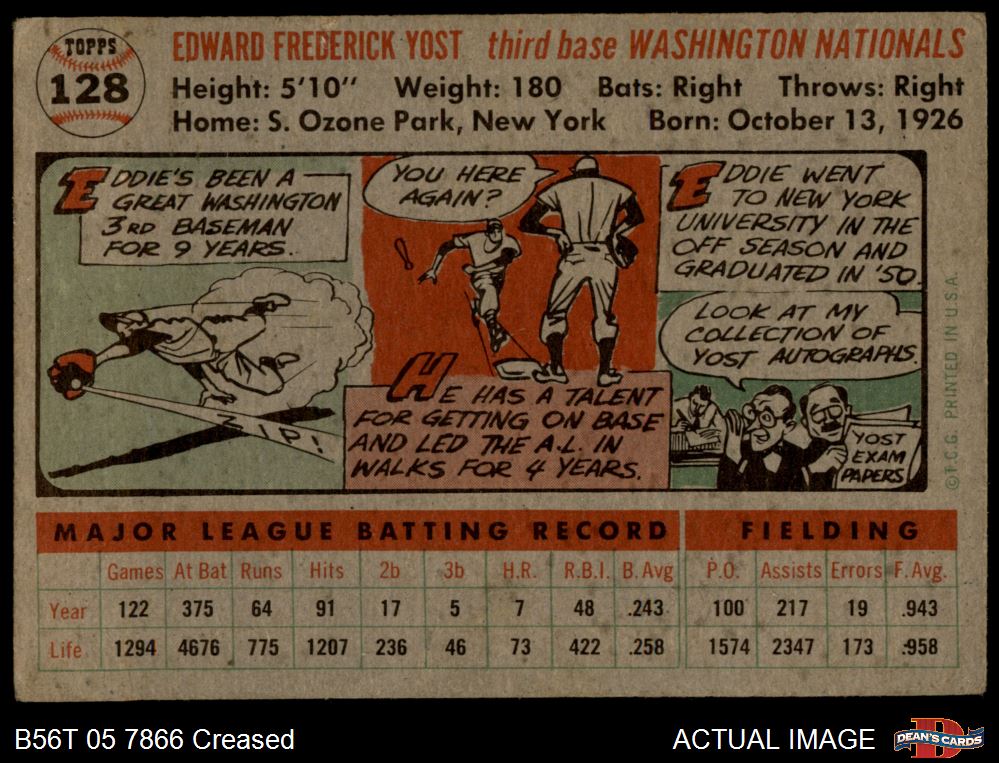 TOPPS
128
EDWARD FREDERICK YOST third base WASHINGTON NATIONALS
Height: 5'10" Weight: 180 Bats: Right Throws: Right
Home: S. Ozone Park, New York Born: October 13, 1926
EDDIE'S BEEN A
GREAT WASHINGTON
3RD BASEMAN
FOR 9 YEARS.
ZIP!
YOU HERE
AGAIN?
HE HAS A TALENT
FOR GETTING ON BASE
AND LED THE A.L. IN
WALKS FOR 4 YEARS.
EDDIE WENT
TO NEW YORK
UNIVERSITY IN THE
OFF SEASON AND
GRADUATED IN '50.
LOOK AT MY
COLLECTION OF
YOST AUTOGRAPHS.
YOST
EXAM
PAPERS
©T.C.G. PRINTED IN U.S.A.
MAJOR LEAGUE BATTING RECORD FIELDING
Games At Bat Runs Hits 2b 3b H.R. R.B.I. B. Avg P.O. Assists Errors F. Avg.
Year 122 375 64 91 17 5 7 48 .243 100 217 19 .943
Life 1294 4676 775 1207 236 46 73 422 .258 1574 2347 173 .958
B56T 05 7866 Creased
ACTUAL IMAGE
D
DEAN'S CARDS